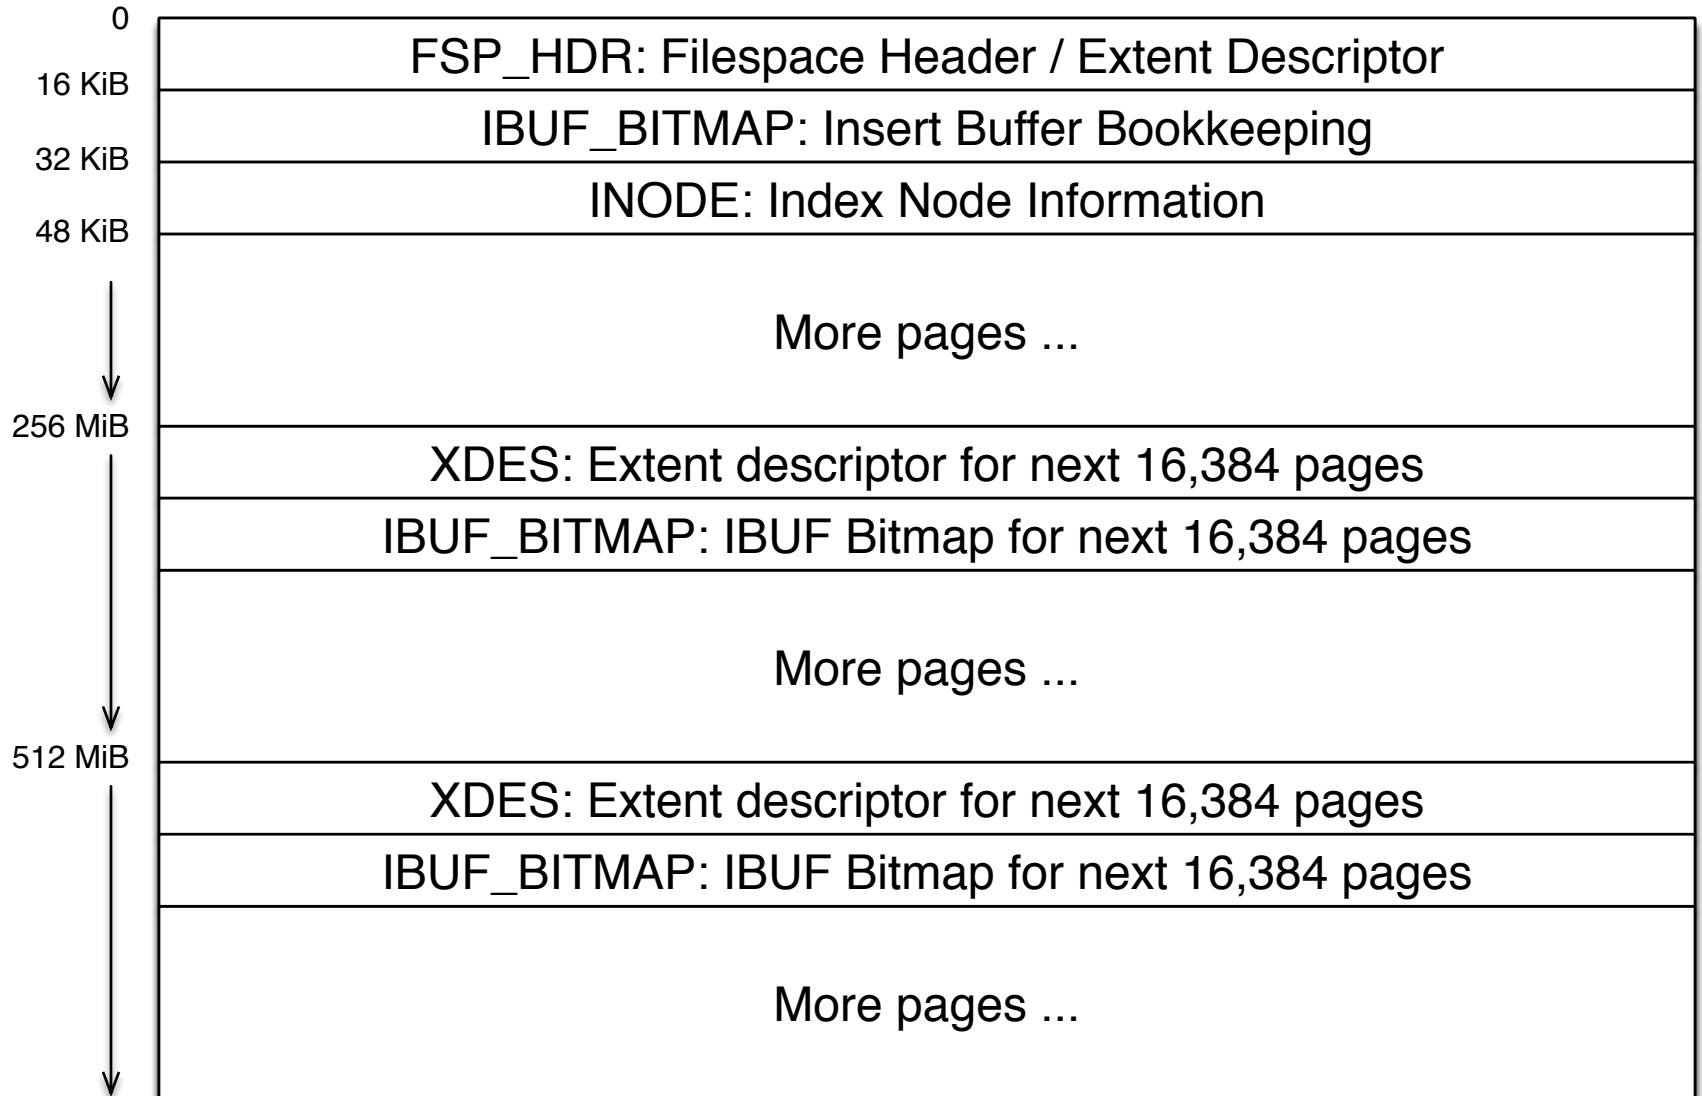 0
FSP_HDR: Filespace Header / Extent Descriptor
16 KiB
IBUF_BITMAP: Insert Buffer Bookkeeping
32 KiB
INODE: Index Node Information
48 KiB
More pages ...
256 MiB
XDES: Extent descriptor for next 16,384 pages
IBUF_BITMAP: IBUF Bitmap for next 16,384 pages
More pages ...
512 MiB
XDES: Extent descriptor for next 16,384 pages
IBUF_BITMAP: IBUF Bitmap for next 16,384 pages
More pages ...